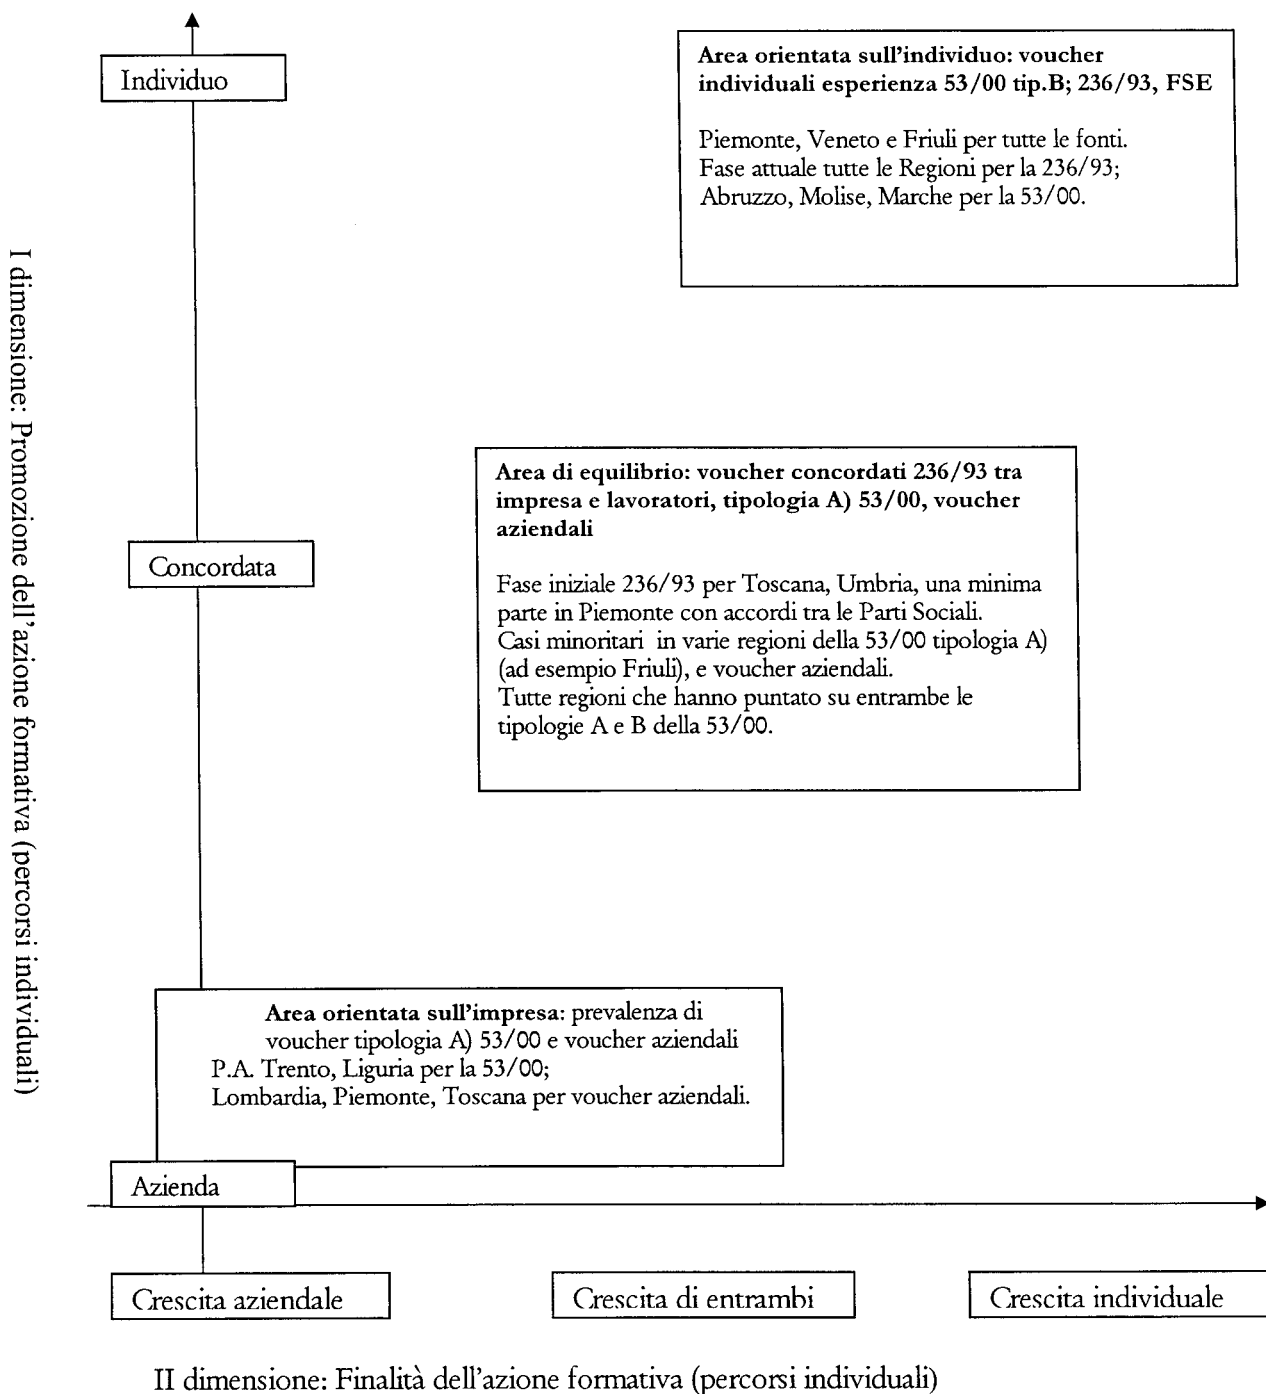 Individuo
Area orientata sull'individuo: voucher
individuali esperienza 53/00 tip.B; 236/93, FSE
Piemonte, Veneto e Friuli per tutte le fonti.
Fase attuale tutte le Regioni per la 236/93;
Abruzzo, Molise, Marche per la 53/00.
I dimensione: Promozione dell'azione formativa (percorsi individuali)
Concordata
Area di equilibrio: voucher concordati 236/93 tra
impresa e lavoratori, tipologia A) 53/00, voucher
aziendali
Fase iniziale 236/93 per Toscana, Umbria, una minima
parte in Piemonte con accordi tra le Parti Sociali.
Casi minoritari in varie regioni della 53/00 tipologia A)
(ad esempio Friuli), e voucher aziendali.
Tutte regioni che hanno puntato su entrambe le
tipologie A e B della 53/00.
Area orientata sull'impresa: prevalenza di
voucher tipologia A) 53/00 e voucher aziendali
P.A. Trento, Liguria per la 53/00;
Lombardia, Piemonte, Toscana per voucher aziendali.
Azienda
Crescita aziendale
Crescita di entrambi
Crescita individuale
II dimensione: Finalità dell'azione formativa (percorsi individuali)